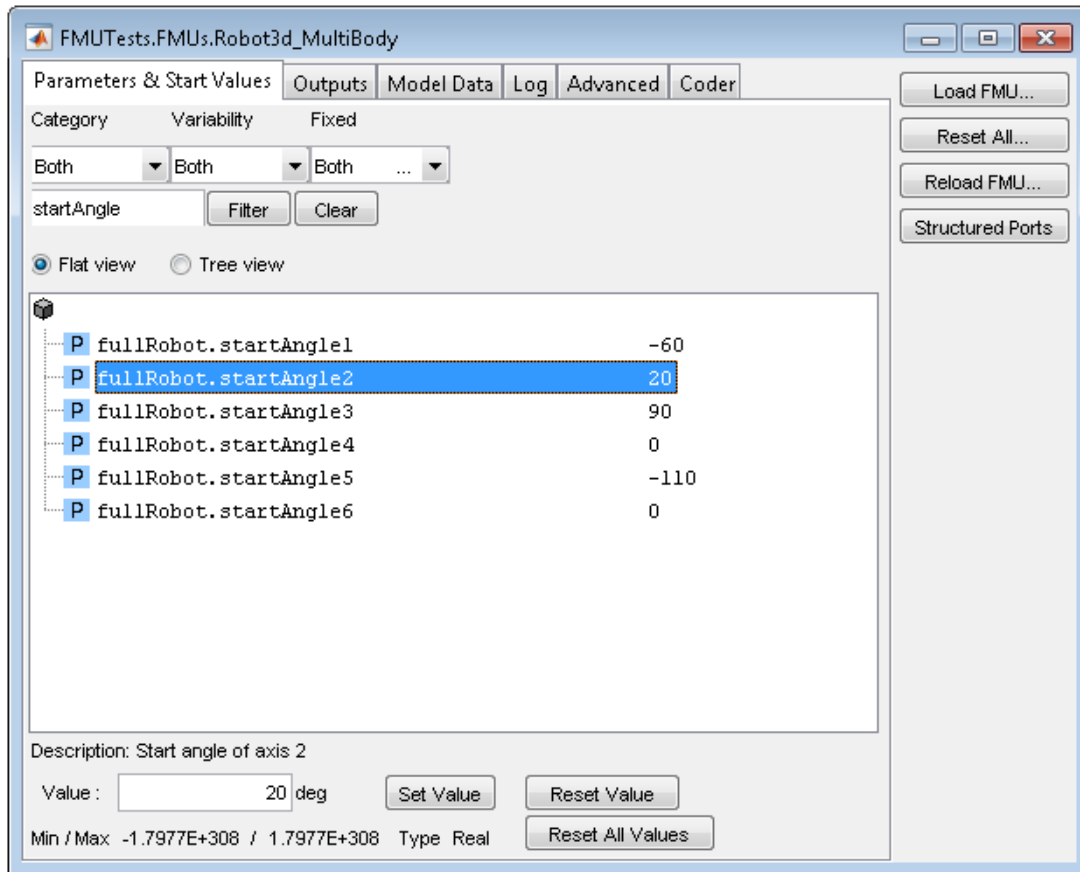 FMUTests.FMUs.Robot3d_MultiBody
Parameters & Start Values Outputs Model Data Log Advanced Coder
Load FMU...
Reset All...
Reload FMU...
Structured Ports
Category Variability Fixed
Both Both Both ...
startAngle Filter Clear
Flat view Tree view
P fullRobot.startAngle1 -60
P fullRobot.startAngle2 20
P fullRobot.startAngle3 90
P fullRobot.startAngle4 0
P fullRobot.startAngle5 -110
P fullRobot.startAngle6 0
Description: Start angle of axis 2
Value : 20 deg Set Value Reset Value
Min / Max -1.7977E+308 / 1.7977E+308 Type Real Reset All Values